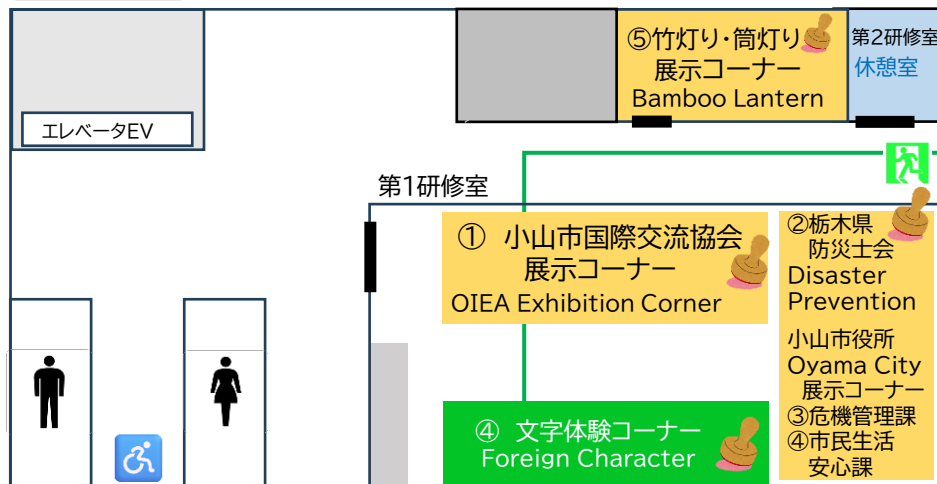 エレベータEV
⑤竹灯り・筒灯り
展示コーナー
Bamboo Lantern
第2研修室
休憩室
第1研修室
① 小山市国際交流協会
展示コーナー
OIEA Exhibition Corner
②栃木県
防災士会
Disaster
Prevention
小山市役所
Oyama City
展示コーナー
③危機管理課
④市民生活
安心課
④ 文字体験コーナー
Foreign Character